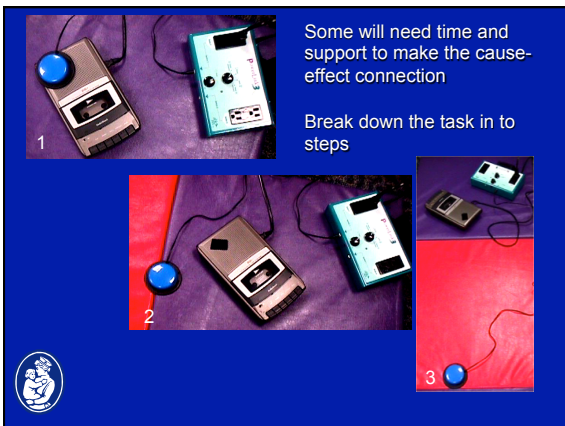 Some will need time and
support to make the cause-
effect connection
Break down the task in to
steps
1
2
3